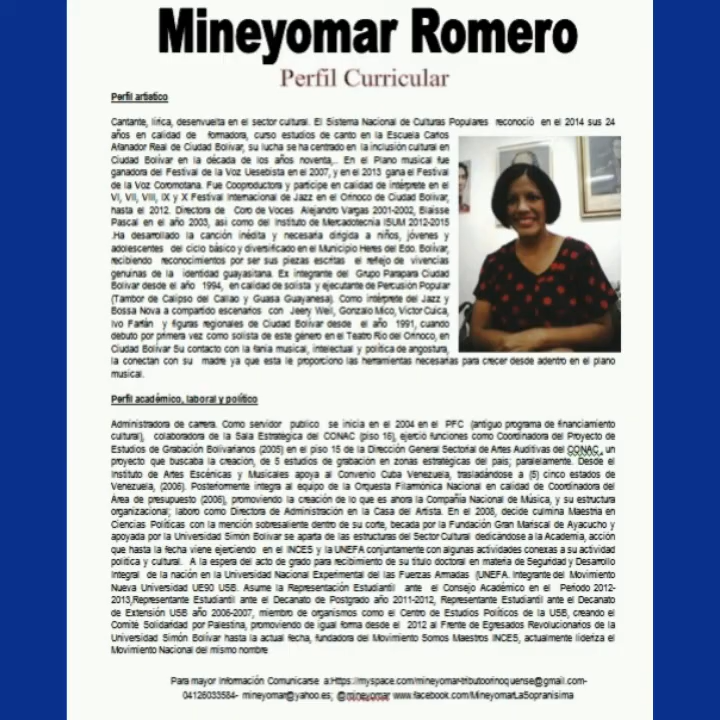 Mineyomar Romero
Perfil Curricular
Perfil artístico
Cantante, lírica, desenvuelta en el sector cultural. El Sistema Nacional de Culturas Populares reconocio en el 2014 sus 24
años en calidad de formadora, curso estudios de canto en la Escuela Carlos
Afanador Real de Ciudad Bolívar, su lucha se ha centrado en la inclusión cultural en
Ciudad Bolívar en la década de los años noventa,.. En el Plano musical fue
ganadora del Festival de la Voz Uesebista en el 2007, y en el 2013 gana el Festival
de la Voz Coromotana. Fue Cooproductora y participe en calidad de intérprete en el
VI, VII, VIII, IX y X Festival Internacional de Jazz en el Orinoco de Ciudad Bolívar,
hasta el 2012. Directora de Coro de Voces Alejandro Vargas 2001-2002, Blaisse
Pascal en el año 2003, así como del Instituto de Mercadotecnia ISUM 2012-2015
.Ha desarrollado la canción inédita y necesaria dirigida a niños, jóvenes y
adolescentes del ciclo básico y diversificado en el Municipio Heres del Edo. Bolívar,
recibiendo reconocimientos por ser sus piezas escritas el reflejo de vivencias
genuinas de la identidad guayasitana. Ex integrante del Grupo Parapara Ciudad
Bolívar desde el año 1994, en calidad de solista y ejecutante de Percusión Popular
(Tambor de Calipso del Callao y Guasa Guayanesa). Como intérprete del Jazz y
Bossa Nova a compartido escenarios con Jeery Weil, Gonzalo Mico, Victor Cuica,
Ivo Farfán y figuras regionales de Ciudad Bolívar desde el año 1991, cuando
debuto por primera vez como solista de este género en el Teatro Río del Orinoco, en
Ciudad Bolívar Su contacto con la fania musical, intelectual y política de angostura,
la conectan con su madre ya que esta le proporciono las herramientas necesarias para crecer desde adentro en el plano
musical.
Perfil académico, laboral y político
Administradora de carrera. Como servidor publico se inicia en el 2004 en el PFC (antiguo programa de financiamiento
cultural), colaboradora de la Sala Estratégica del CONAC (piso 16), ejerció funciones como Coordinadora del Proyecto de
Estudios de Grabación Bolivarianos (2005) en el piso 15 de la Dirección General Sectorial de Artes Auditivas del CONAC, un
proyecto que buscaba la creación, de 5 estudios de grabación en zonas estratégicas del país; paralelamente. Desde el
Instituto de Artes Escénicas y Musicales apoya al Convenio Cuba Venezuela, trasladándose a (5) cinco estados de
Venezuela, (2006). Posteriormente integra al equipo de la Orquesta Filarmónica Nacional en calidad de Coordinadora del
Área de presupuesto (2006), promoviendo la creación de lo que es ahora la Compañía Nacional de Música, y su estructura
organizacional; laboro como Directora de Administración en la Casa del Artista. En el 2008, decide culmina Maestría en
Ciencias Políticas con la mención sobresaliente dentro de su corte, becada por la Fundación Gran Mariscal de Ayacucho y
apoyada por la Universidad Simón Bolívar se aparta de las estructuras del Sector Cultural dedicándose a la Academia, acción
que hasta la fecha viene ejerciendo en el INCES y la UNEFA conjuntamente con algunas actividades conexas a su actividad
política y cultural. A la espera del acto de grado para recibimiento de su título doctoral en materia de Seguridad y Desarrollo
Integral de la nación en la Universidad Nacional Experimental de las Fuerzas Armadas (UNEFA. Integrante del Movimiento
Nueva Universidad UE90 USB. Asume la Representación Estudiantil ante el Consejo Académico en el Período 2012-
2013,Representante Estudiantil ante el Decanato de Postgrado año 2011-2012, Representante Estudiantil ante el Decanato
de Extensión USB año 2006-2007, miembro de organismos como el Centro de Estudios Políticos de la USB, creando el
Comité Solidaridad por Palestina, promoviendo de igual forma desde el 2012 al Frente de Egresados Revolucionarios de la
Universidad Simón Bolívar hasta la actual fecha, fundadora del Movimiento Somos Maestros INCES, actualmente lideriza el
Movimiento Nacional del mismo nombre
Para mayor Información Comunicarse a:Https://myspace.com/mineyomar-tributoorinoquense@gmail.com-
04126033584- mineyomar@yahoo.es; @mineyomar www.facebook.com/MineyomarLaSopranisima